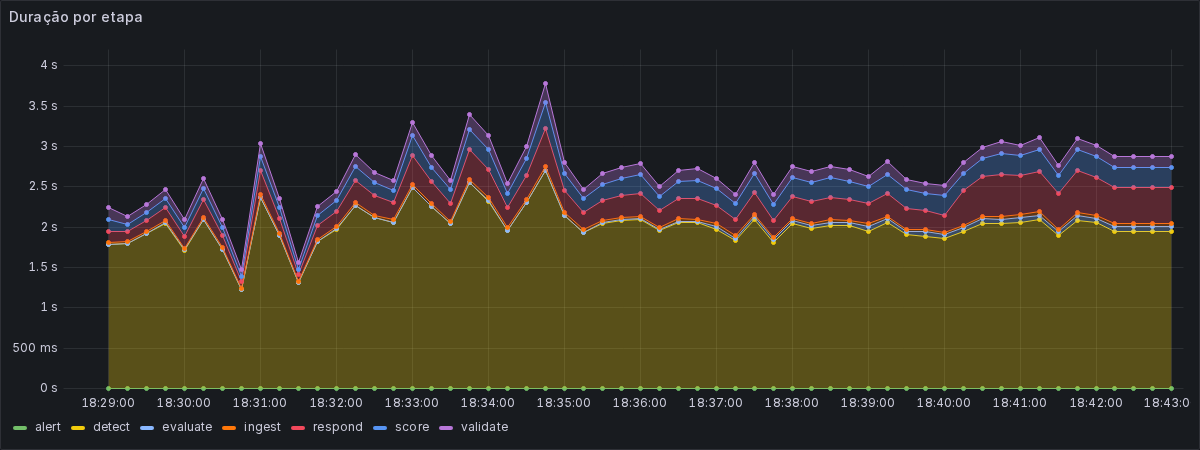 Duração por etapa
4 s
3.5 s
3 s
2.5 s
2 s
1.5 s
1 s
500 ms
0 s
18:29:00 18:30:00 18:31:00 18:32:00 18:33:00 18:34:00 18:35:00 18:36:00 18:37:00 18:38:00 18:39:00 18:40:00 18:41:00 18:42:00 18:43:0
alert detect evaluate ingest respond score validate